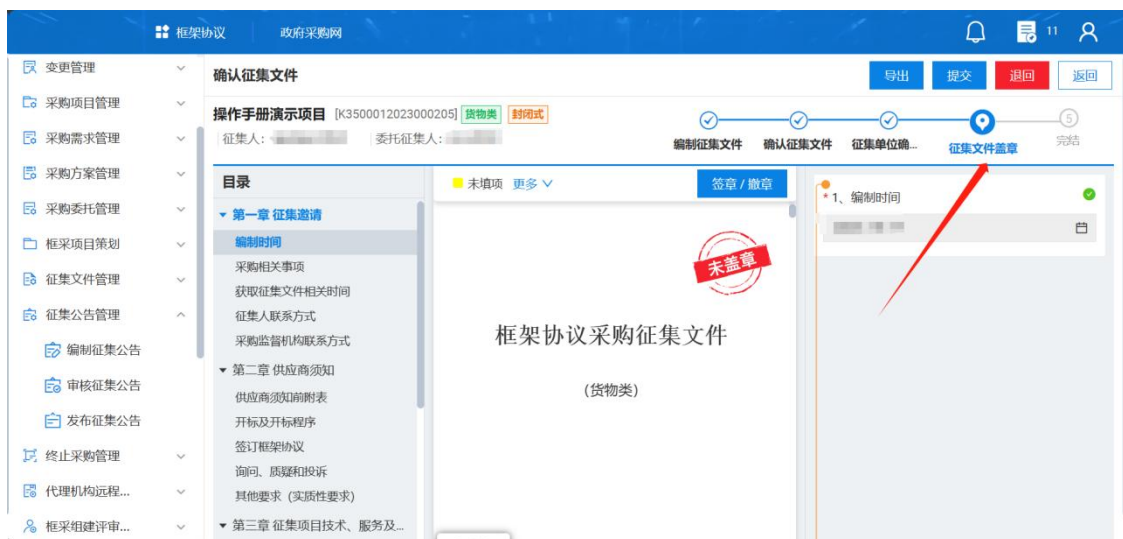 框架协议 政府采购网 11
变更管理
采购项目管理
采购需求管理
采购方案管理
采购委托管理
框采项目策划
征集文件管理
征集公告管理
编制征集公告
审核征集公告
发布征集公告
终止采购管理
代理机构远程...
框采组建评审...
确认征集文件
导出 提交 退回 返回
操作手册演示项目 [K3500012023000205] 货物类 封闭式
征集人： 委托征集人：
编制征集文件 确认征集文件 征集单位确... 征集文件盖章 5 完结
目录
第一章 征集邀请
编制时间
采购相关事项
获取征集文件相关时间
征集人联系方式
采购监督机构联系方式
第二章 供应商须知
供应商须知前附表
开标及开标程序
签订框架协议
询问、质疑和投诉
其他要求（实质性要求）
第三章 征集项目技术、服务及...
未填项 更多 签章 / 撤章
未盖章
框架协议采购征集文件
（货物类）
* 1、编制时间